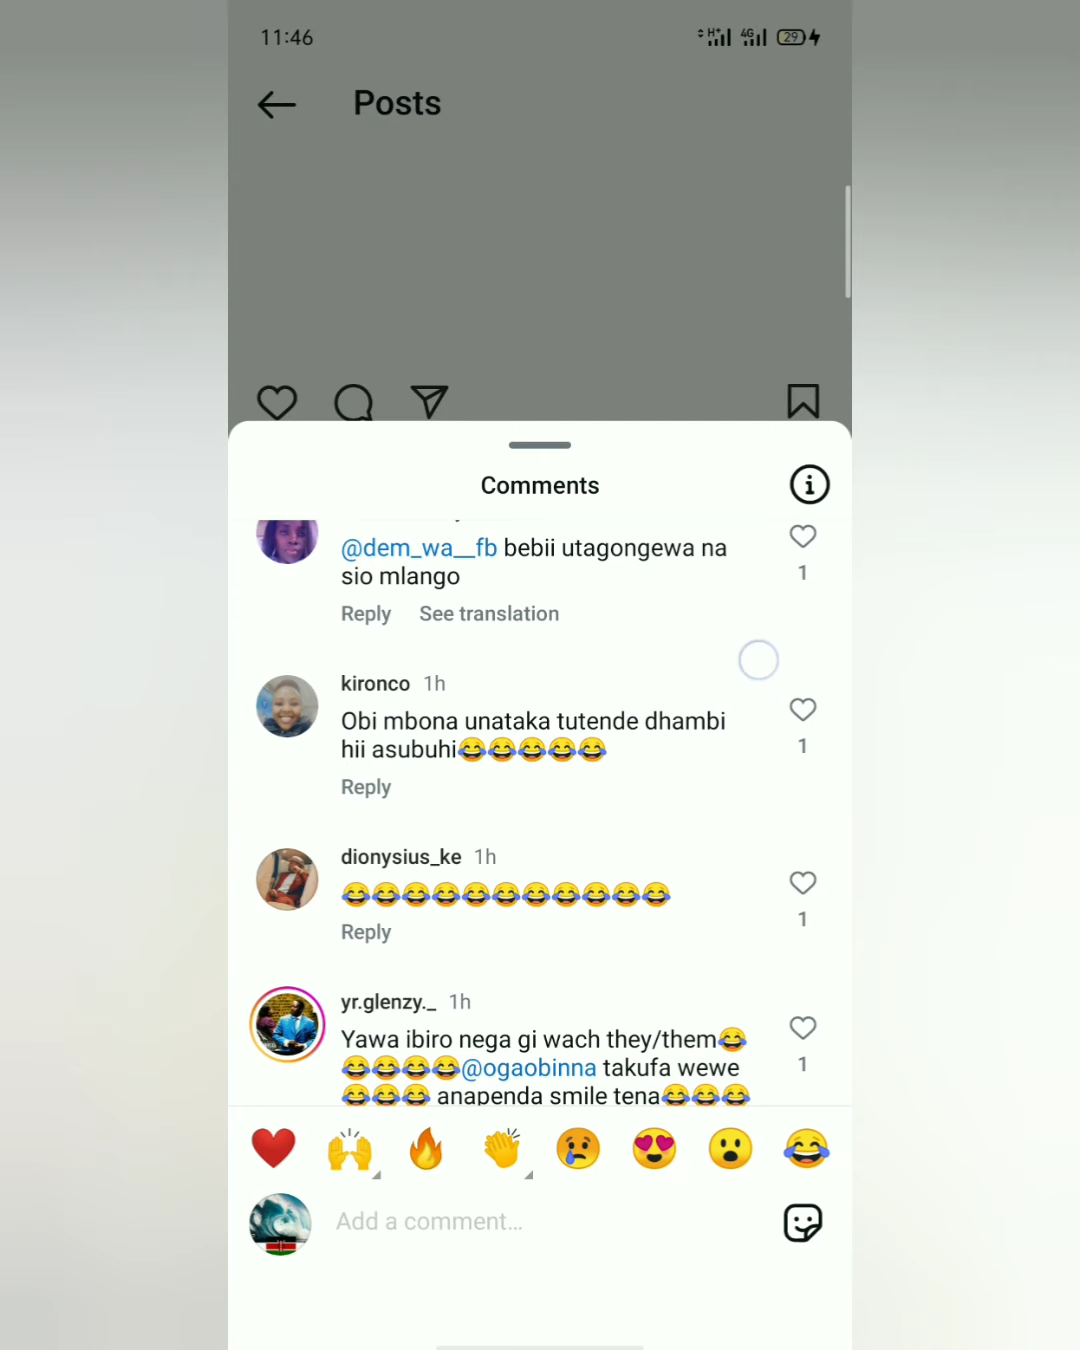 11:46
H+ 4G 29
Posts
Comments
@dem_wa__fb bebii utagongewa na
sio mlango
1
Reply See translation
kironco 1h
Obi mbona unataka tutende dhambi
hii asubuhi😂😂😂😂😂
1
Reply
dionysius_ke 1h
😂😂😂😂😂😂😂😂😂😂😂
1
Reply
yr.glenzy._ 1h
Yawa ibiro nega gi wach they/them😂
😂😂😂😂@ogaobinna takufa wewe
1
😂😂😂 anapenda smile tena😂😂😂
Add a comment...